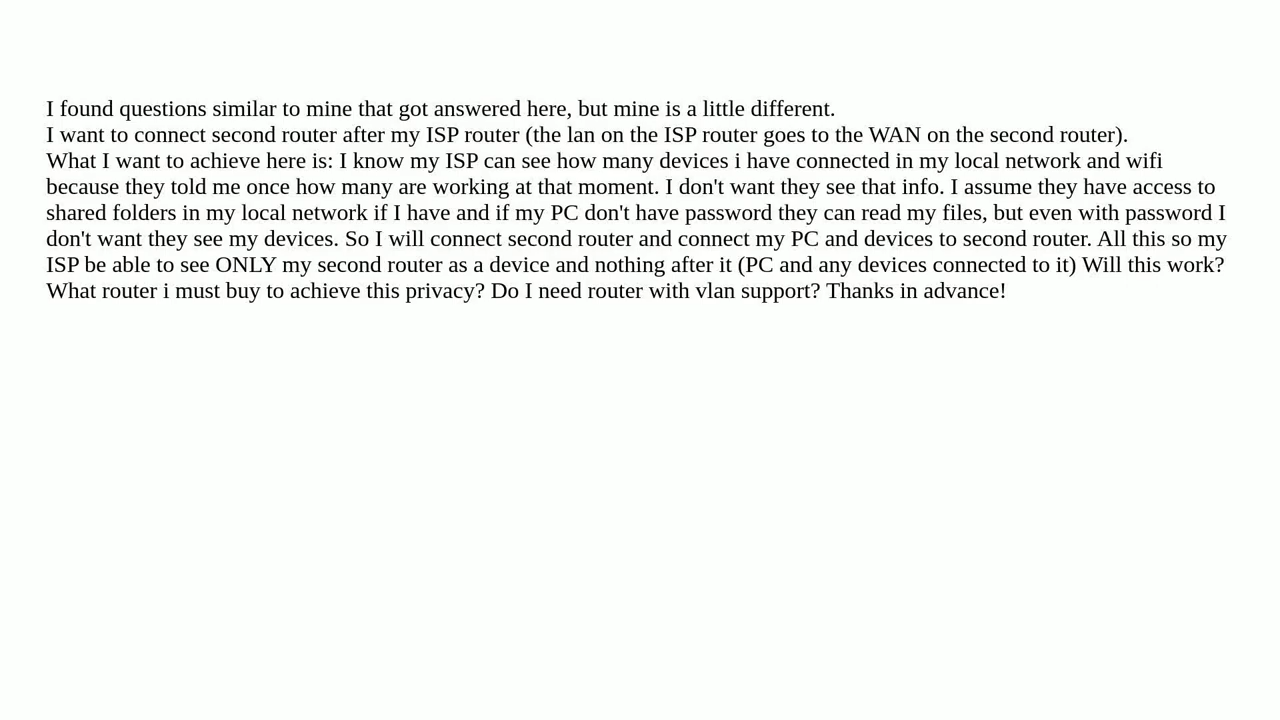 I found questions similar to mine that got answered here, but mine is a little different.
I want to connect second router after my ISP router (the lan on the ISP router goes to the WAN on the second router).
What I want to achieve here is: I know my ISP can see how many devices i have connected in my local network and wifi
because they told me once how many are working at that moment. I don't want they see that info. I assume they have access to
shared folders in my local network if I have and if my PC don't have password they can read my files, but even with password I
don't want they see my devices. So I will connect second router and connect my PC and devices to second router. All this so my
ISP be able to see ONLY my second router as a device and nothing after it (PC and any devices connected to it) Will this work?
What router i must buy to achieve this privacy? Do I need router with vlan support? Thanks in advance!